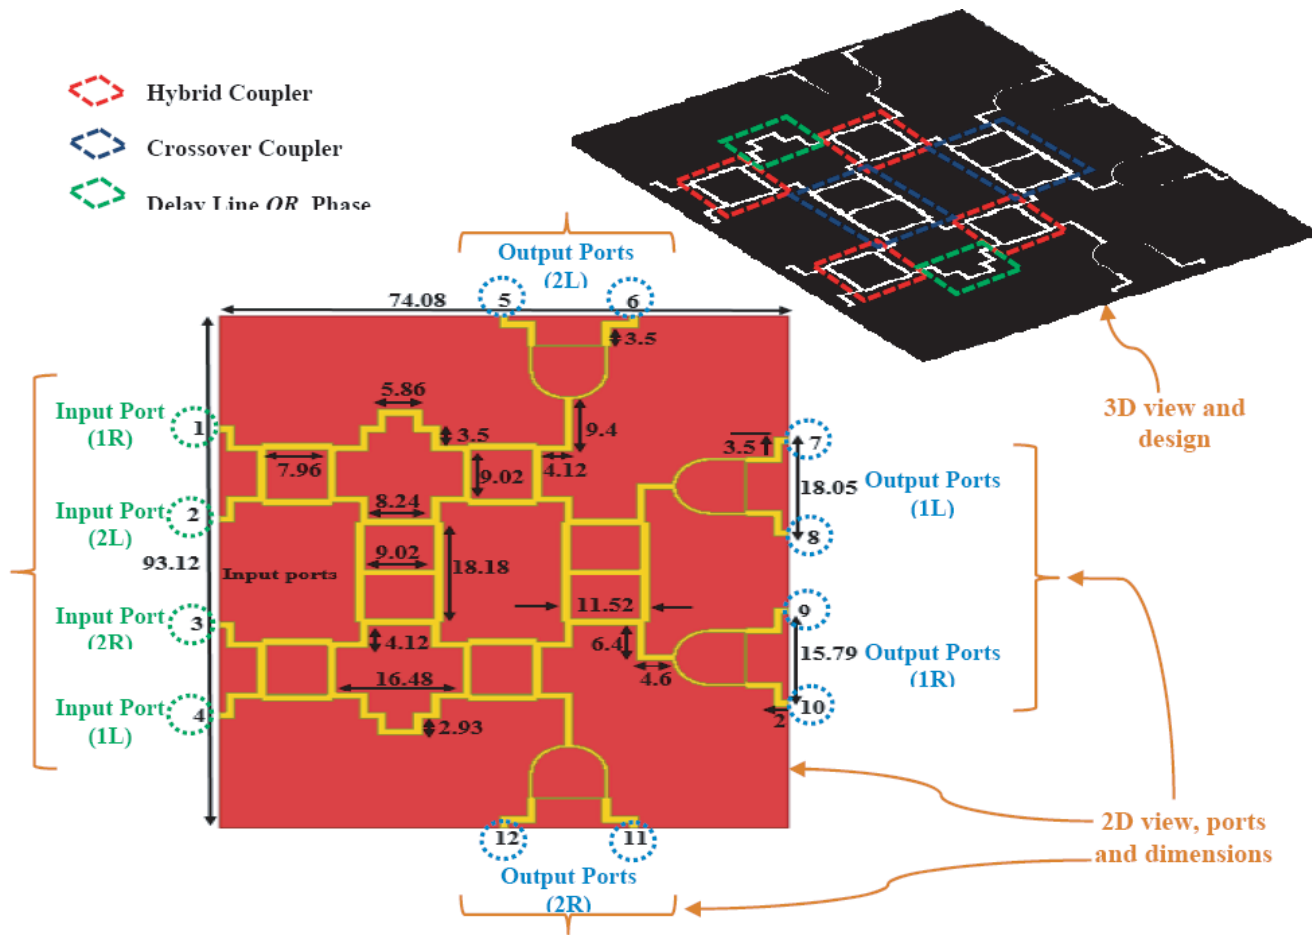 Hybrid Coupler
Crossover Coupler
Delay Line OR Phase
Output Ports
(2L)
74.08
5
6
3.5
5.86
Input Port
(1R)
1
3.5
9.4
3D view and
design
3.5
7
7.96
9.02
4.12
18.05
Output Ports
(1L)
Input Port
(2L)
2
8.24
8
93.12
9.02
18.18
Input ports
11.52
9
Input Port
(2R)
3
4.12
6.4
15.79
Output Ports
(1R)
16.48
4.6
Input Port
(1L)
4
2.93
2
10
12
11
2D view, ports
and dimensions
Output Ports
(2R)